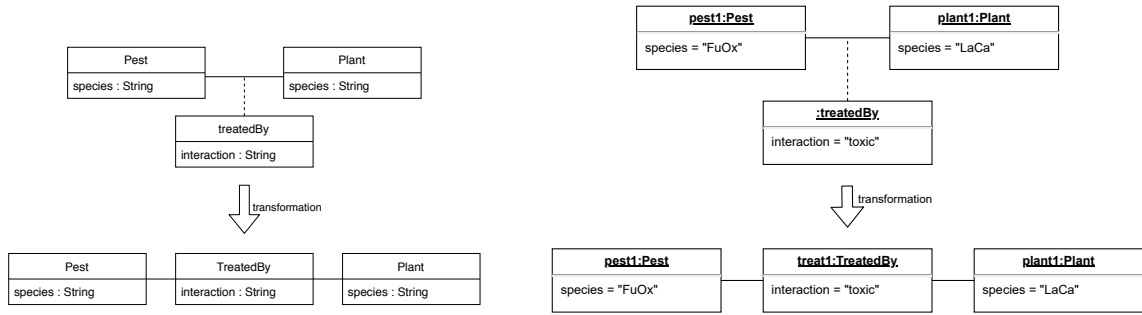 Pest
species : String
Plant
species : String
treatedBy
interaction : String
transformation
Pest
species : String
TreatedBy
interaction : String
Plant
species : String
pest1:Pest
species = "FuOx"
plant1:Plant
species = "LaCa"
:treatedBy
interaction = "toxic"
transformation
pest1:Pest
species = "FuOx"
treat1:TreatedBy
interaction = "toxic"
plant1:Plant
species = "LaCa"